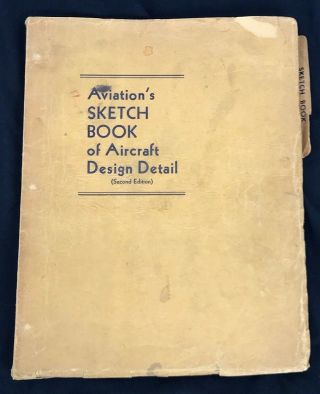 Aviation's
SKETCH
BOOK
of Aircraft
Design Detail
(Second Edition)
SKETCH BOOK